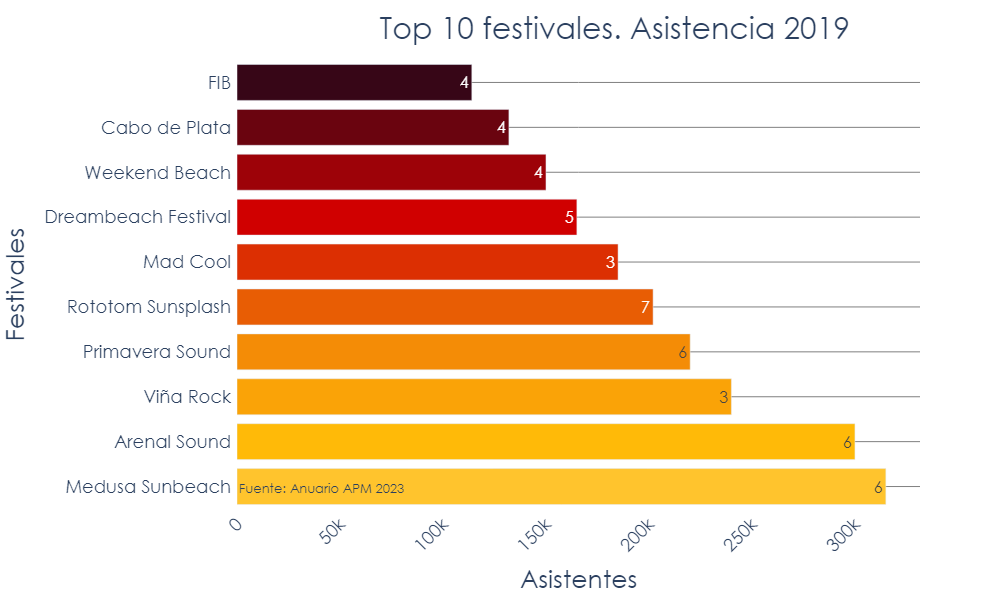 Top 10 festivales. Asistencia 2019
Festivales
FIB 4
Cabo de Plata 4
Weekend Beach 4
Dreambeach Festival 5
Mad Cool 3
Rototom Sunsplash 7
Primavera Sound 6
Viña Rock 3
Arenal Sound 6
Medusa Sunbeach Fuente: Anuario APM 2023 6
0 50k 100k 150k 200k 250k 300k
Asistentes